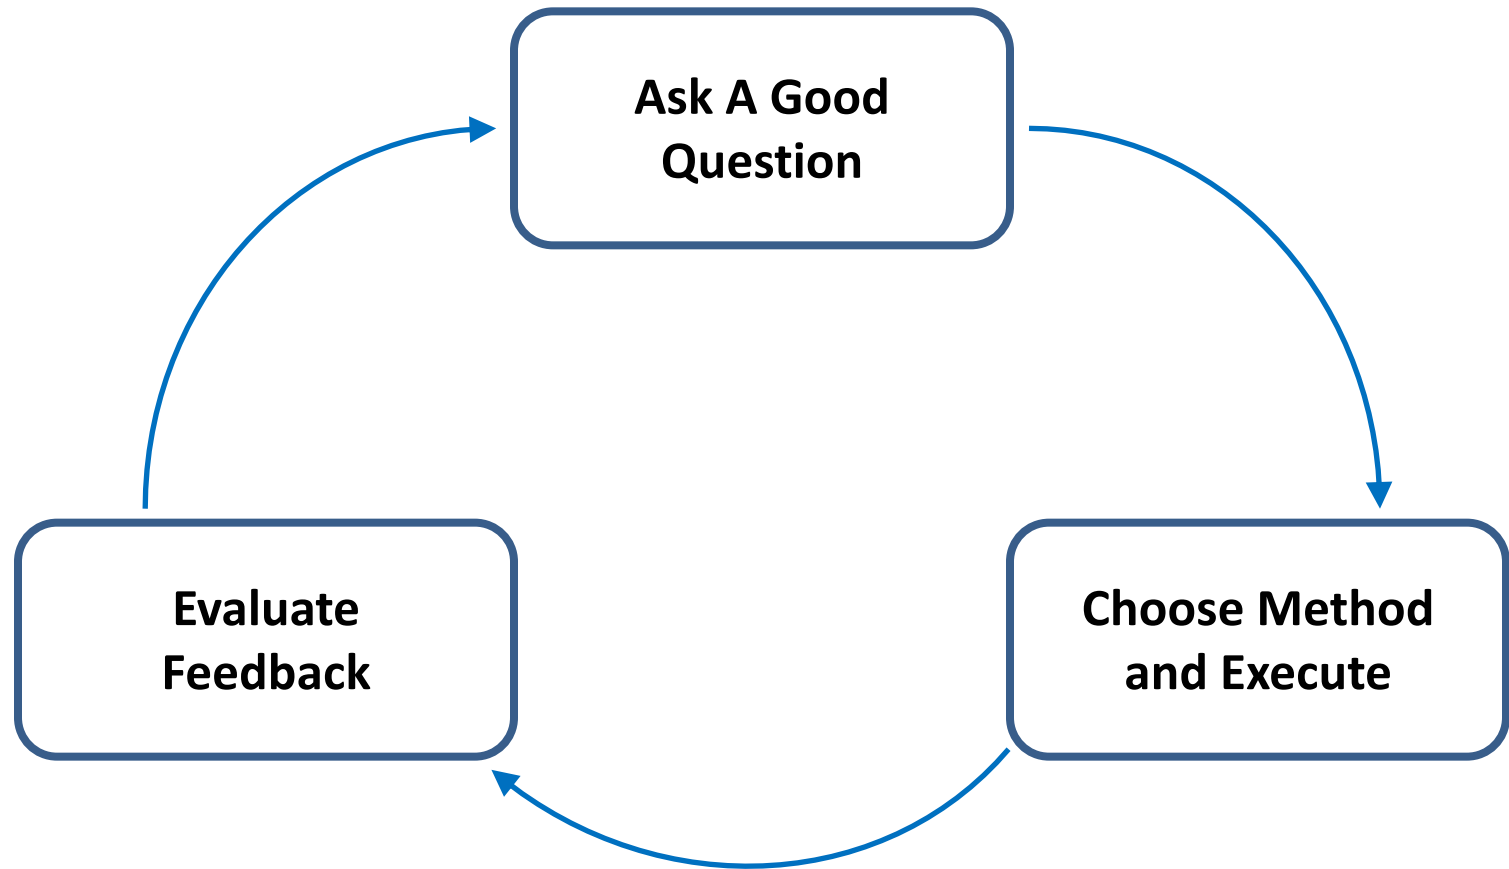 Ask A Good
Question
Choose Method
and Execute
Evaluate
Feedback